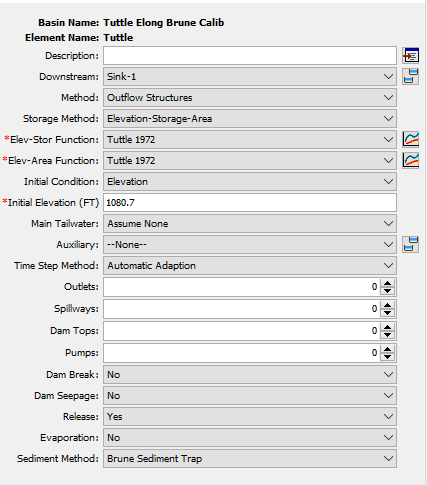 Basin Name: Tuttle Elong Brune Calib
Element Name: Tuttle
Description:
Downstream: Sink-1
Method: Outflow Structures
Storage Method: Elevation-Storage-Area
*Elev-Stor Function: Tuttle 1972
*Elev-Area Function: Tuttle 1972
Initial Condition: Elevation
*Initial Elevation (FT) 1080.7
Main Tailwater: Assume None
Auxiliary: --None--
Time Step Method: Automatic Adaption
Outlets: 0
Spillways: 0
Dam Tops: 0
Pumps: 0
Dam Break: No
Dam Seepage: No
Release: Yes
Evaporation: No
Sediment Method: Brune Sediment Trap